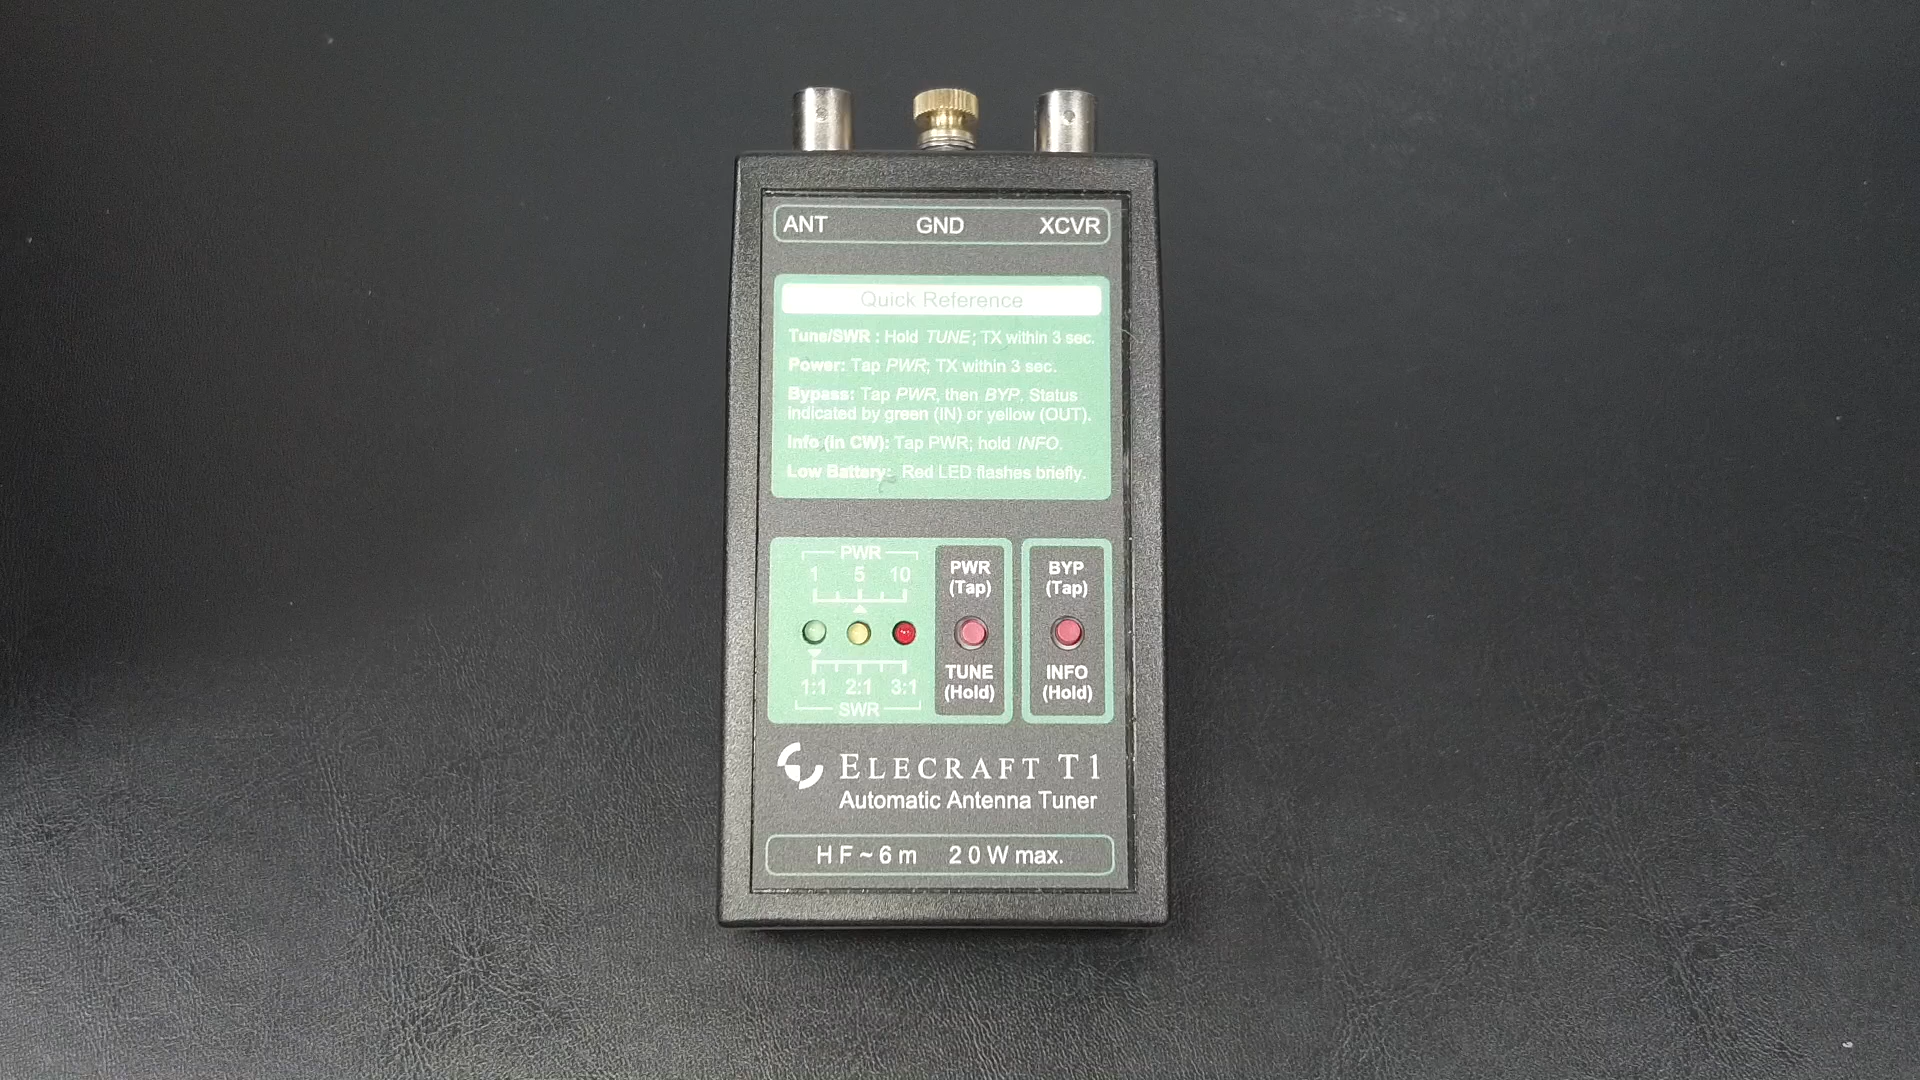 ANT GND XCVR
Quick Reference
Tune/SWR : Hold TUNE; TX within 3 sec.
Power: Tap PWR; TX within 3 sec.
Bypass: Tap PWR, then BYP. Status
indicated by green (IN) or yellow (OUT).
Info (in CW): Tap PWR; hold INFO.
Low Battery: Red LED flashes briefly.
PWR
1 5 10
PWR
(Tap)
BYP
(Tap)
1:1 2:1 3:1
SWR
TUNE
(Hold)
INFO
(Hold)
ELECRAFT T1
Automatic Antenna Tuner
HF~6m 20W max.